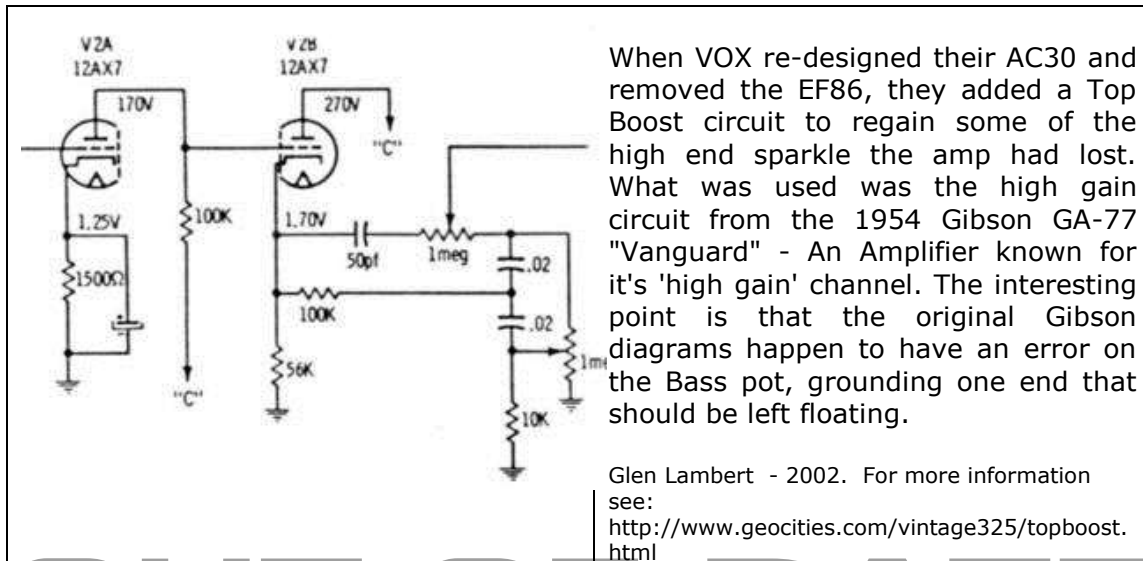 V2A
12AX7
170V
1.25V
1500Ω
100K
"C"
V2B
12AX7
270V
"C"
1.70V
50pf
1meg
.02
100K
.02
56K
10K
When VOX re-designed their AC30 and
removed the EF86, they added a Top
Boost circuit to regain some of the
high end sparkle the amp had lost.
What was used was the high gain
circuit from the 1954 Gibson GA-77
"Vanguard" - An Amplifier known for
it's 'high gain' channel. The interesting
point is that the original Gibson
diagrams happen to have an error on
the Bass pot, grounding one end that
should be left floating.
Glen Lambert - 2002. For more information
see:
http://www.geocities.com/vintage325/topboost.
html